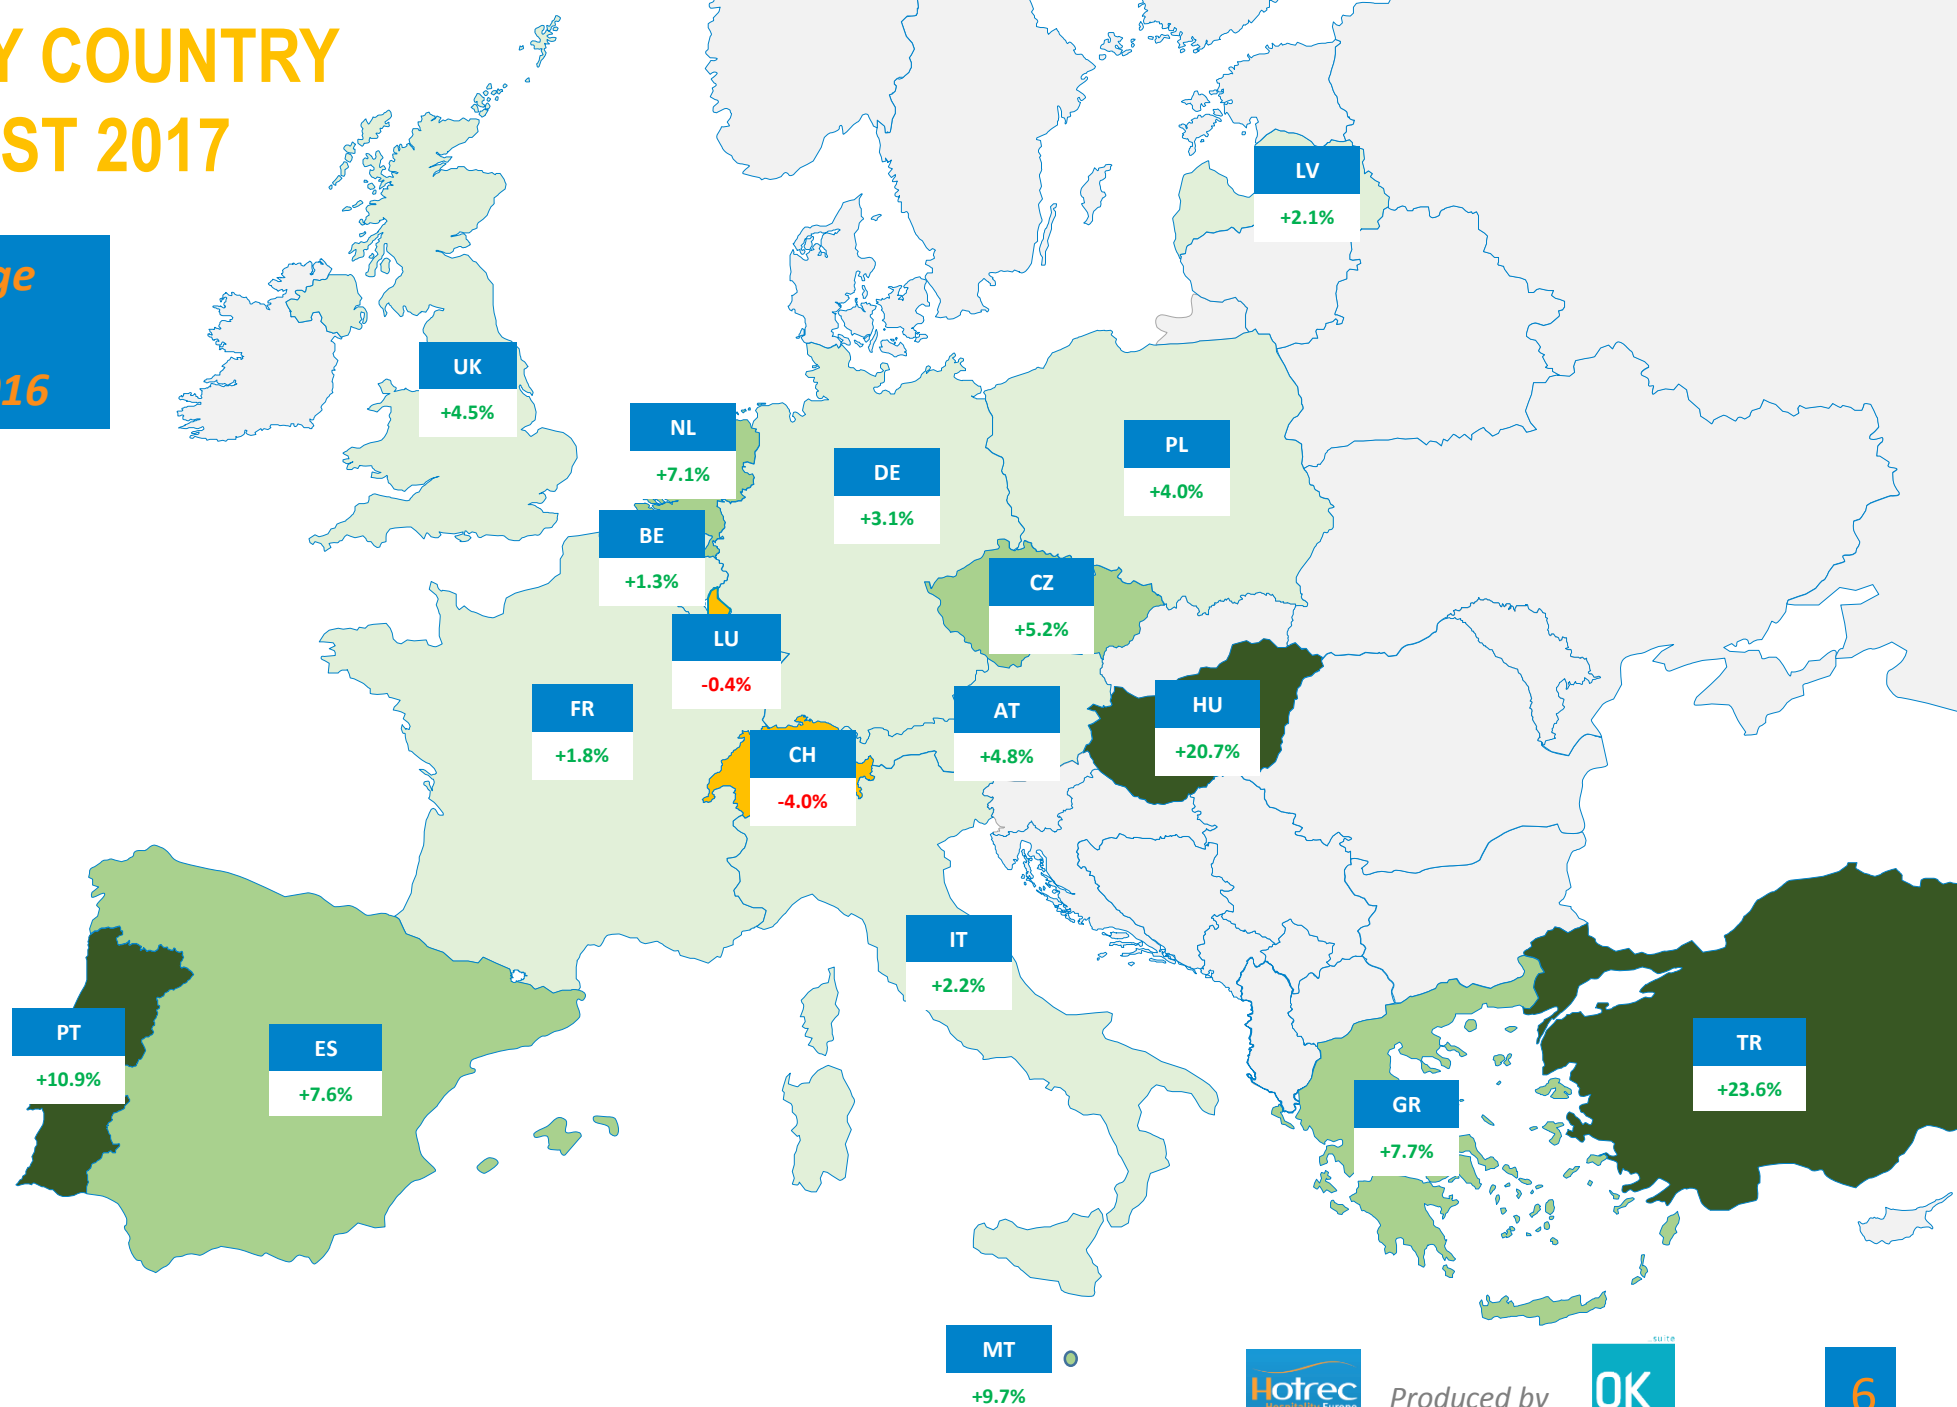 Y COUNTRY
ST 2017
ge
16
LV
+2.1%
UK
+4.5%
NL
+7.1%
DE
+3.1%
PL
+4.0%
BE
+1.3%
CZ
+5.2%
LU
-0.4%
FR
+1.8%
CH
-4.0%
AT
+4.8%
HU
+20.7%
IT
+2.2%
PT
+10.9%
ES
+7.6%
TR
+23.6%
GR
+7.7%
MT
+9.7%
Hotrec
Hospitality Europe
Produced by
suite
OK
6